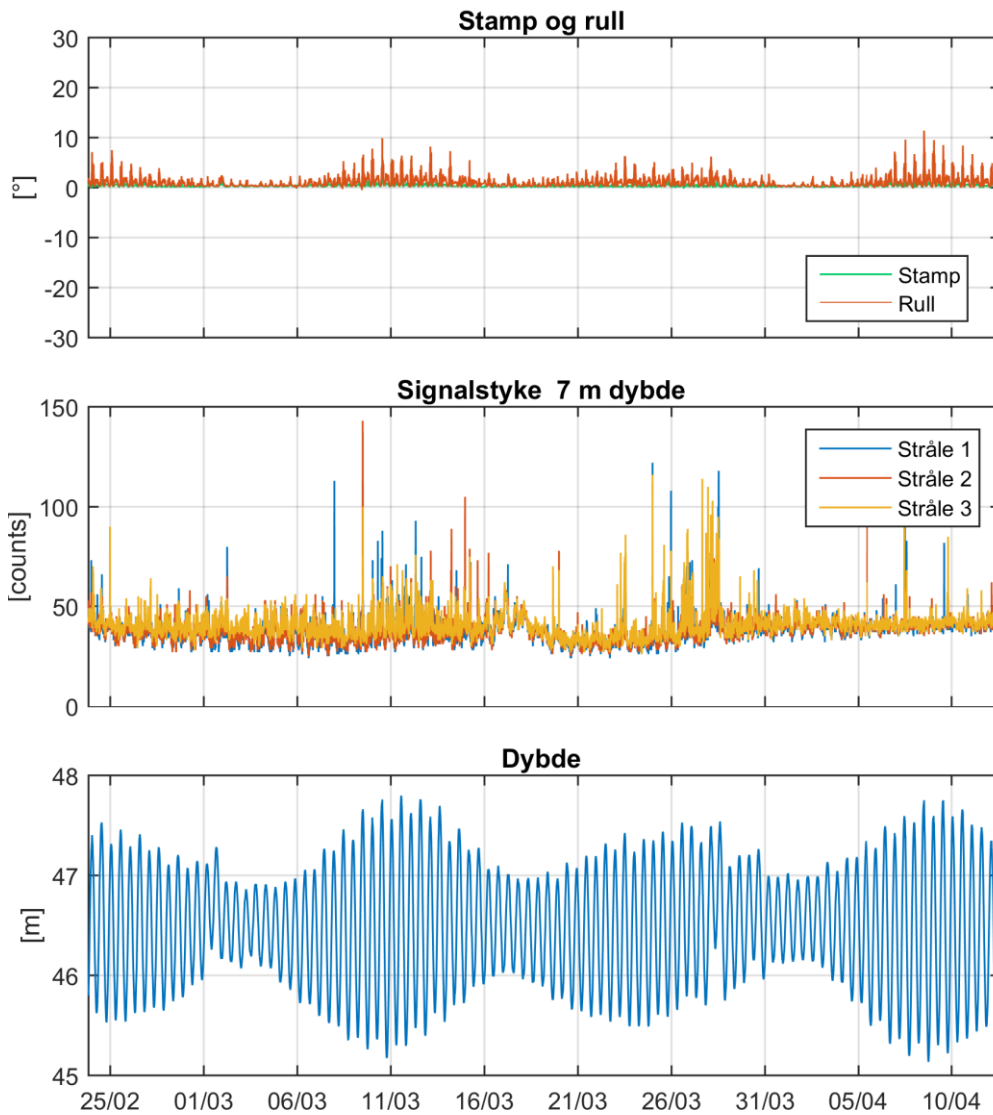 Stamp og rull
30
20
10
0
-10
-20
-30
[°]
Stamp
Rull
Signalstyke 7 m dybde
150
100
50
0
[counts]
Stråle 1
Stråle 2
Stråle 3
Dybde
48
47
46
45
[m]
25/02 01/03 06/03 11/03 16/03 21/03 26/03 31/03 05/04 10/04